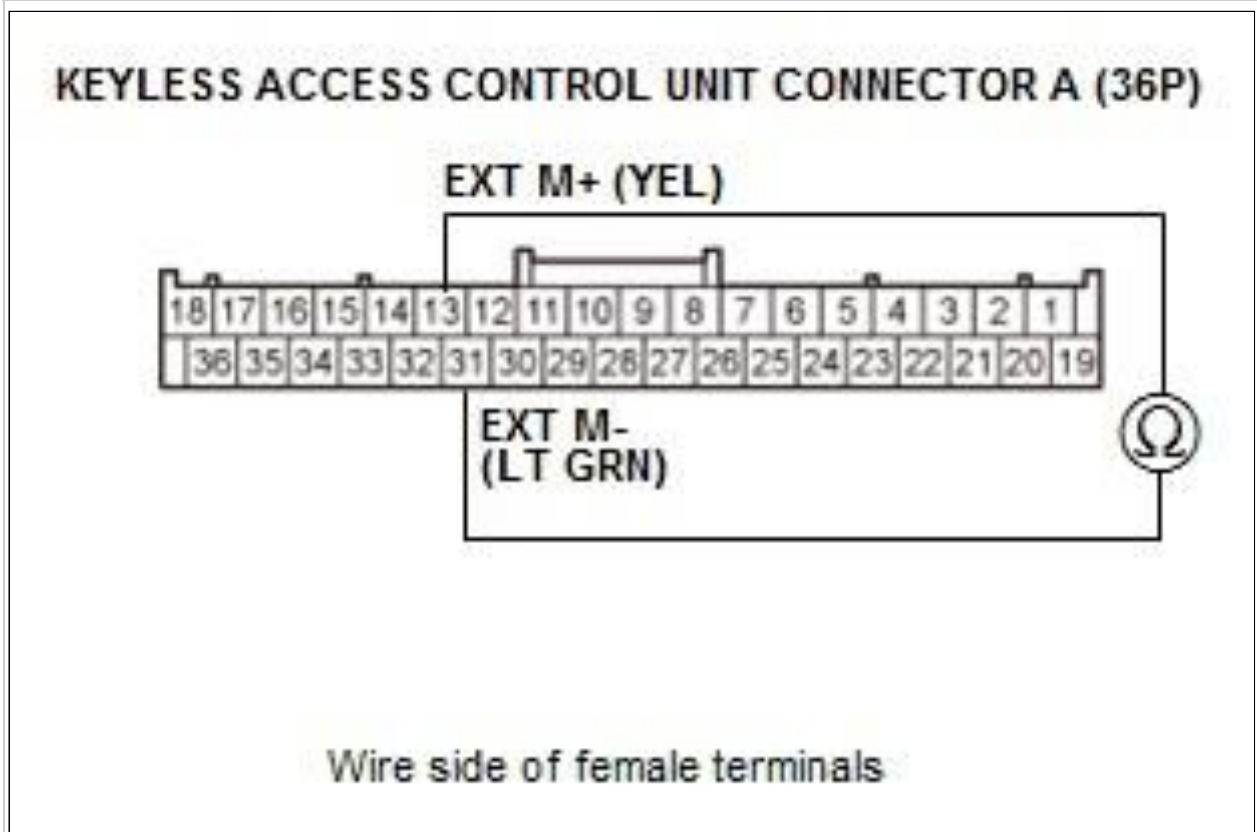 KEYLESS ACCESS CONTROL UNIT CONNECTOR A (36P)
EXT M+ (YEL)
18 17 16 15 14 13 12 11 10 9 8 7 6 5 4 3 2 1
36 35 34 33 32 31 30 29 28 27 26 25 24 23 22 21 20 19
EXT M-
(LT GRN)
Ω
Wire side of female terminals